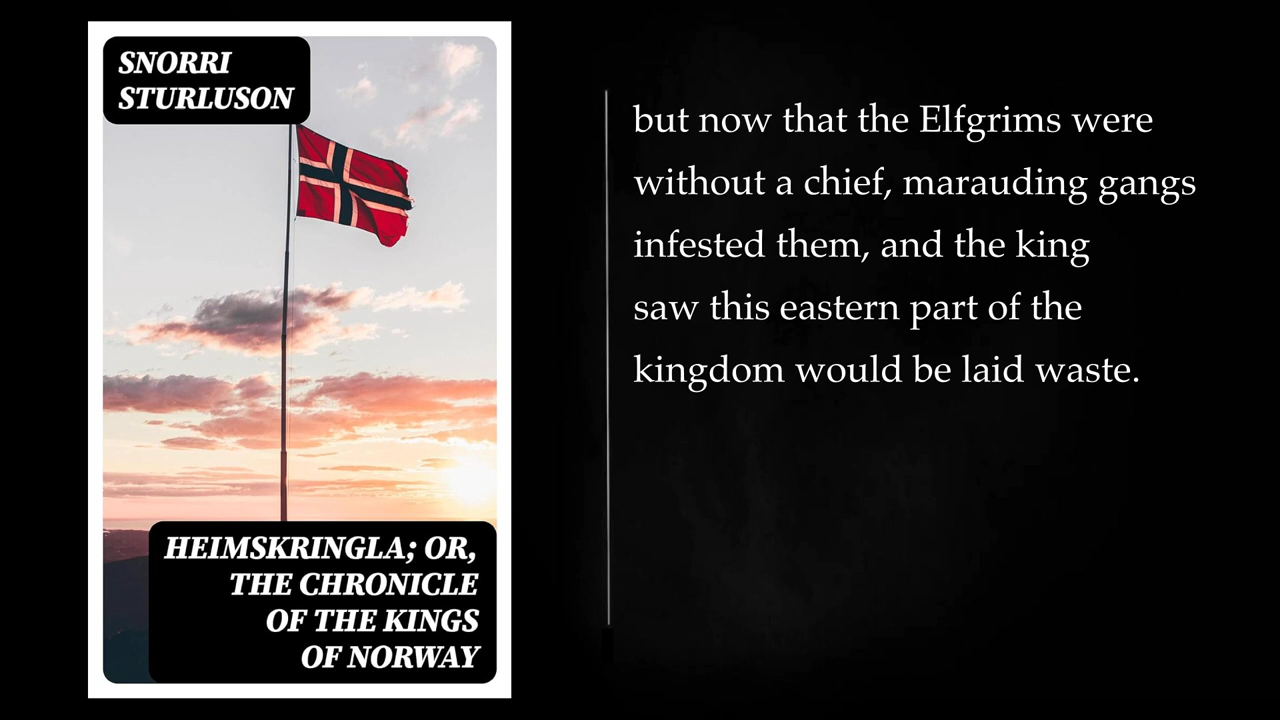 SNORRI
STURLUSON
HEIMSKRINGLA; OR,
THE CHRONICLE
OF THE KINGS
OF NORWAY
but now that the Elfgrims were
without a chief, marauding gangs
infested them, and the king
saw this eastern part of the
kingdom would be laid waste.